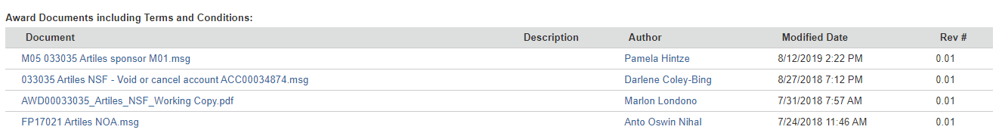 Award Documents including Terms and Conditions:
Document Description Author Modified Date Rev #
M05 033035 Artiles sponsor M01.msg Pamela Hintze 8/12/2019 2:22 PM 0.01
033035 Artiles NSF - Void or cancel account ACC00034874.msg Darlene Coley-Bing 8/27/2018 7:12 PM 0.01
AWD00033035_Artiles_NSF_Working Copy.pdf Marlon Londono 7/31/2018 7:57 AM 0.01
FP17021 Artiles NOA.msg Anto Oswin Nihal 7/24/2018 11:46 AM 0.01